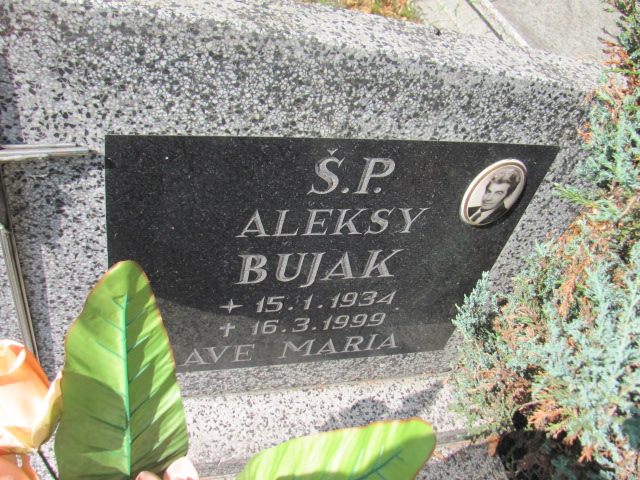 Š.P.
ALEKSY
BUJAK
+ 15.1.1934
† 16.3.1999
AVE MARIA